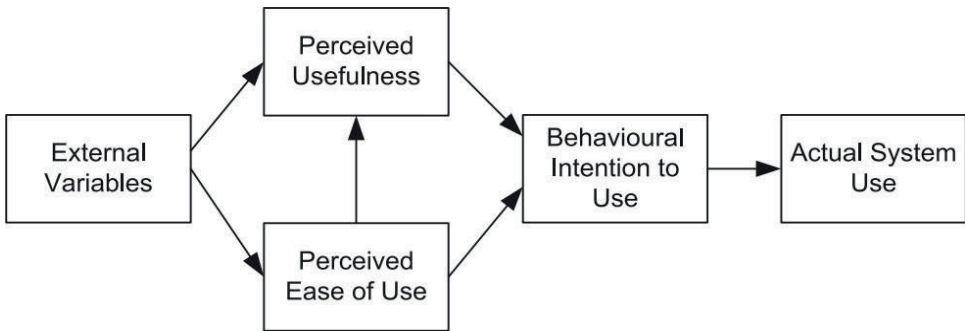 External
Variables
Perceived
Usefulness
Perceived
Ease of Use
Behavioural
Intention to
Use
Actual System
Use